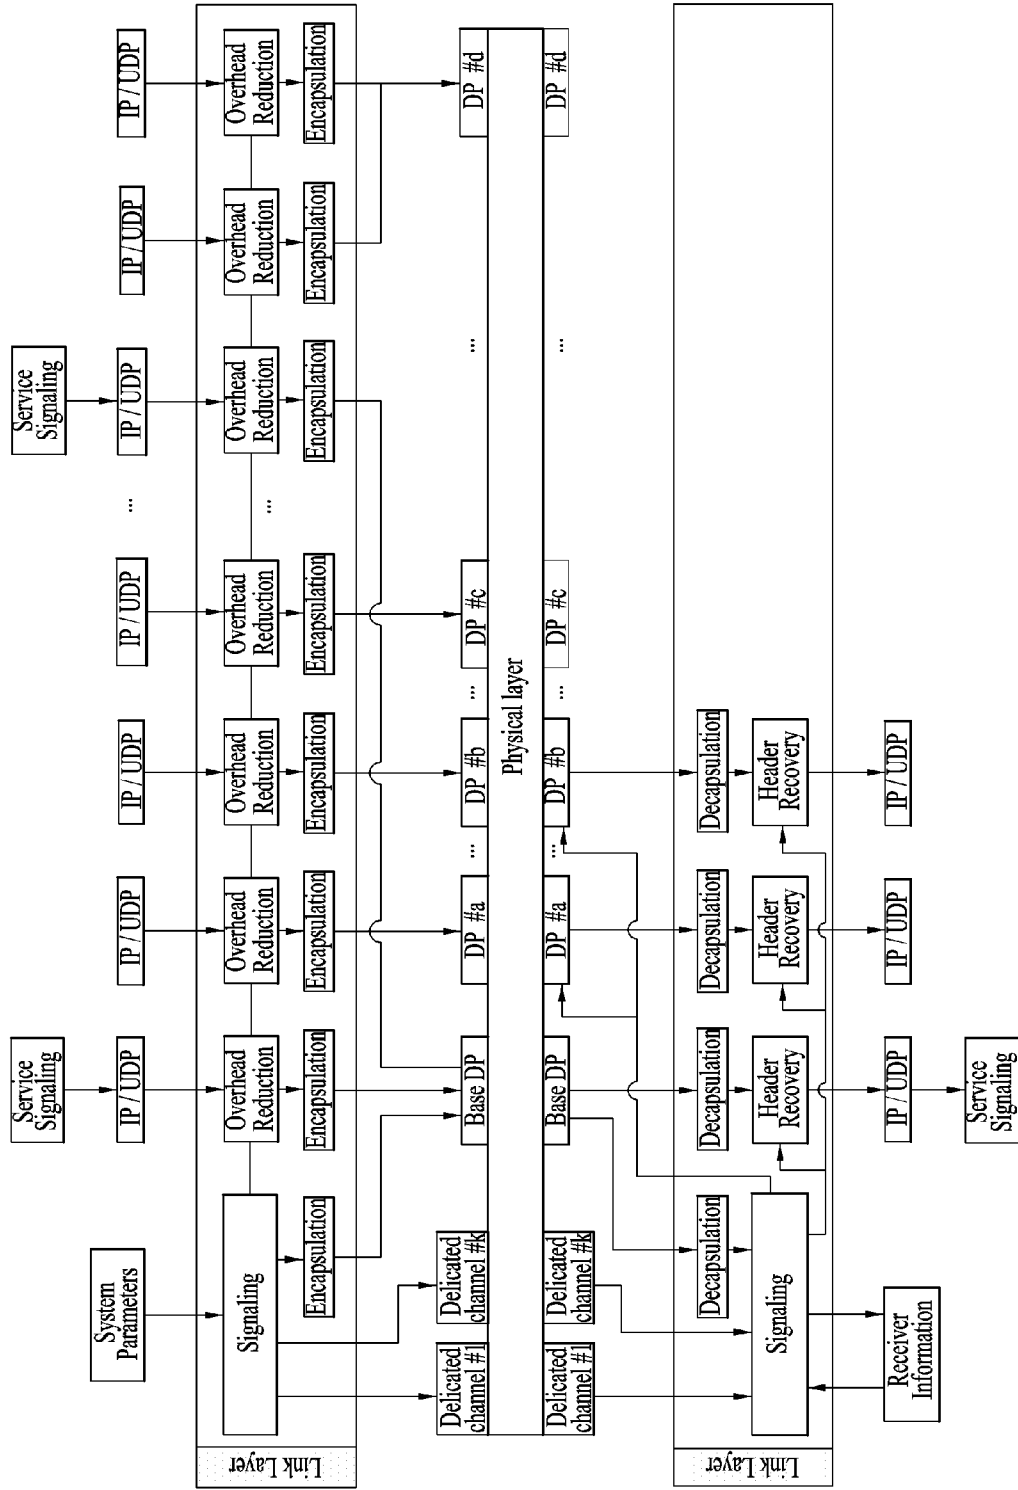 Service
Signaling
Service
Signaling
System
Parameters
IP / UDP
IP / UDP
IP / UDP
IP / UDP
...
IP / UDP
IP / UDP
IP / UDP
Link Layer
Signaling
Overhead
Reduction
Overhead
Reduction
Overhead
Reduction
Overhead
Reduction
...
Overhead
Reduction
Overhead
Reduction
Overhead
Reduction
Encapsulation
Encapsulation
Encapsulation
Encapsulation
Encapsulation
Encapsulation
Encapsulation
Encapsulation
Delicated
channel #1
Delicated
channel #k
Base DP
DP #a
...
DP #b
...
DP #c
...
DP #d
Physical layer
Delicated
channel #1
Delicated
channel #k
Base DP
DP #a
...
DP #b
...
DP #c
...
DP #d
Link Layer
Decapsulation
Decapsulation
Decapsulation
Decapsulation
Signaling
Header
Recovery
Header
Recovery
Header
Recovery
Receiver
Information
IP / UDP
IP / UDP
IP / UDP
Service
Signaling